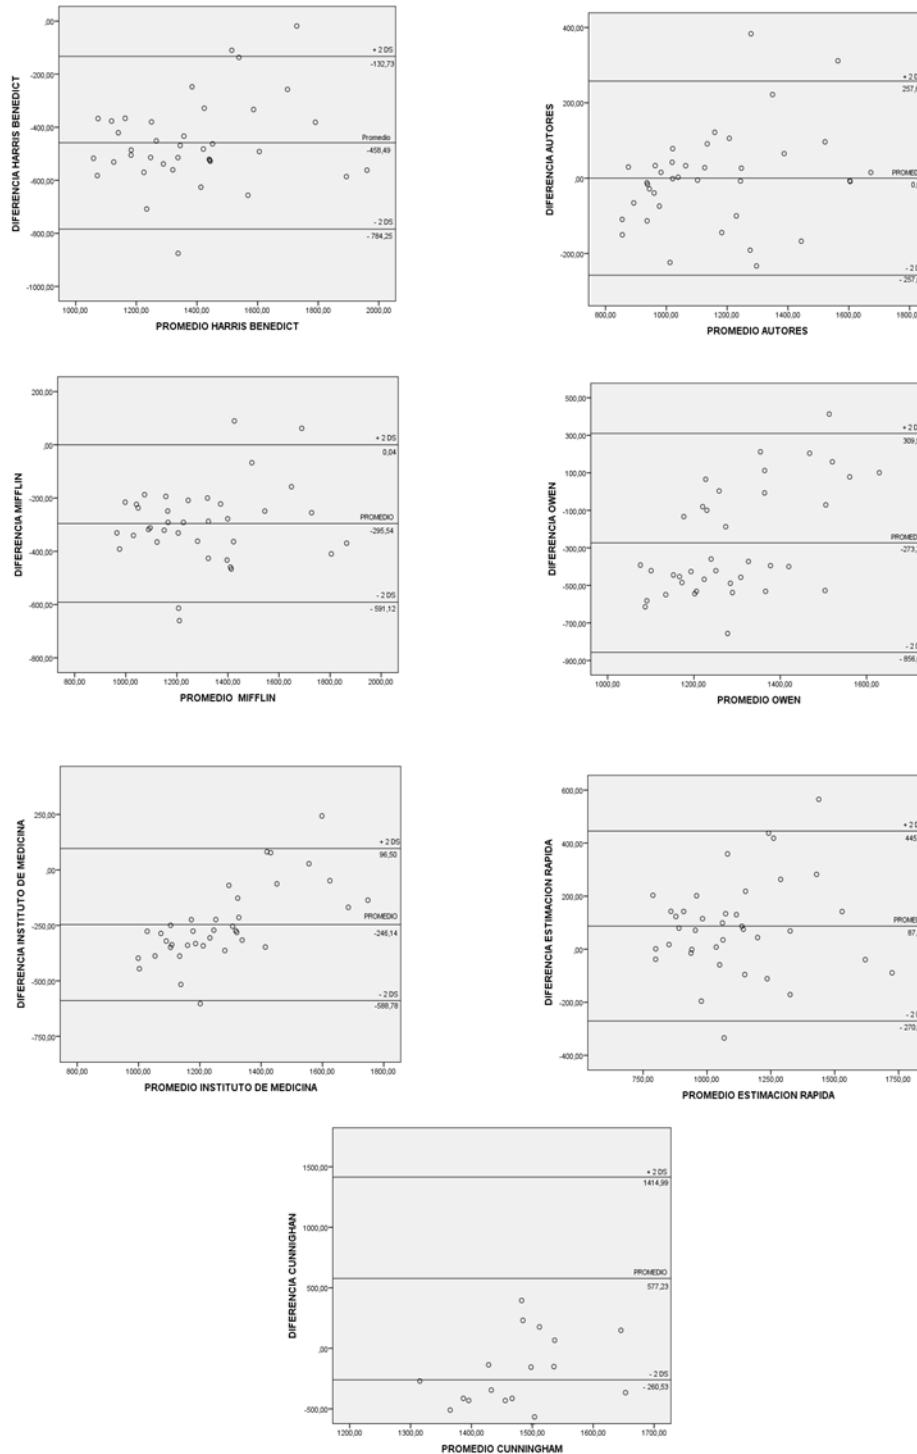 DIFERENCIA HARRIS BENEDICT
,00
-200,00
-400,00
-600,00
-800,00
-1000,00
+ 2 DS
-132,73
Promedio
-458,49
- 2 DS
- 784,25
1000,00 1200,00 1400,00 1600,00 1800,00 2000,00
PROMEDIO HARRIS BENEDICT
DIFERENCIA AUTORES
400,00
200,00
,00
-200,00
+ 2 D
257,
PROMED
0,
- 2 D
- 257,
800,00 1000,00 1200,00 1400,00 1600,00 1800,
PROMEDIO AUTORES
DIFERENCIA MIFFLIN
200,00
,00
-200,00
-400,00
-600,00
-800,00
+ 2 DS
0,04
PROMEDIO
-295,54
- 2 DS
- 591,12
800,00 1000,00 1200,00 1400,00 1600,00 1800,00 2000,00
PROMEDIO MIFFLIN
DIFERENCIA OWEN
500,00
300,00
100,00
-100,00
-300,00
-500,00
-700,00
-900,00
+ 2 D
309,
PROMED
-273,
- 2 D
- 856,
1000,00 1200,00 1400,00 1600,00
PROMEDIO OWEN
DIFERENCIA INSTITUTO DE MEDICINA
250,00
,00
-250,00
-500,00
-750,00
+ 2 DS
96,50
PROMEDIO
-246,14
- 2 DS
-588,78
800,00 1000,00 1200,00 1400,00 1600,00 1800,00
PROMEDIO INSTITUTO DE MEDICINA
DIFERENCIA ESTIMACION RAPIDA
600,00
400,00
200,00
,00
-200,00
-400,00
+ 2 D
445
PROMED
87,
- 2 D
- 270,
750,00 1000,00 1250,00 1500,00 1750,00
PROMEDIO ESTIMACION RAPIDA
DIFERENCIA CUNNIGHAN
1500,00
1000,00
500,00
,00
-500,00
+ 2 DS
1414,99
PROMEDIO
577,23
- 2 DS
- 260,53
1200,00 1300,00 1400,00 1500,00 1600,00 1700,00
PROMEDIO CUNNINGHAM